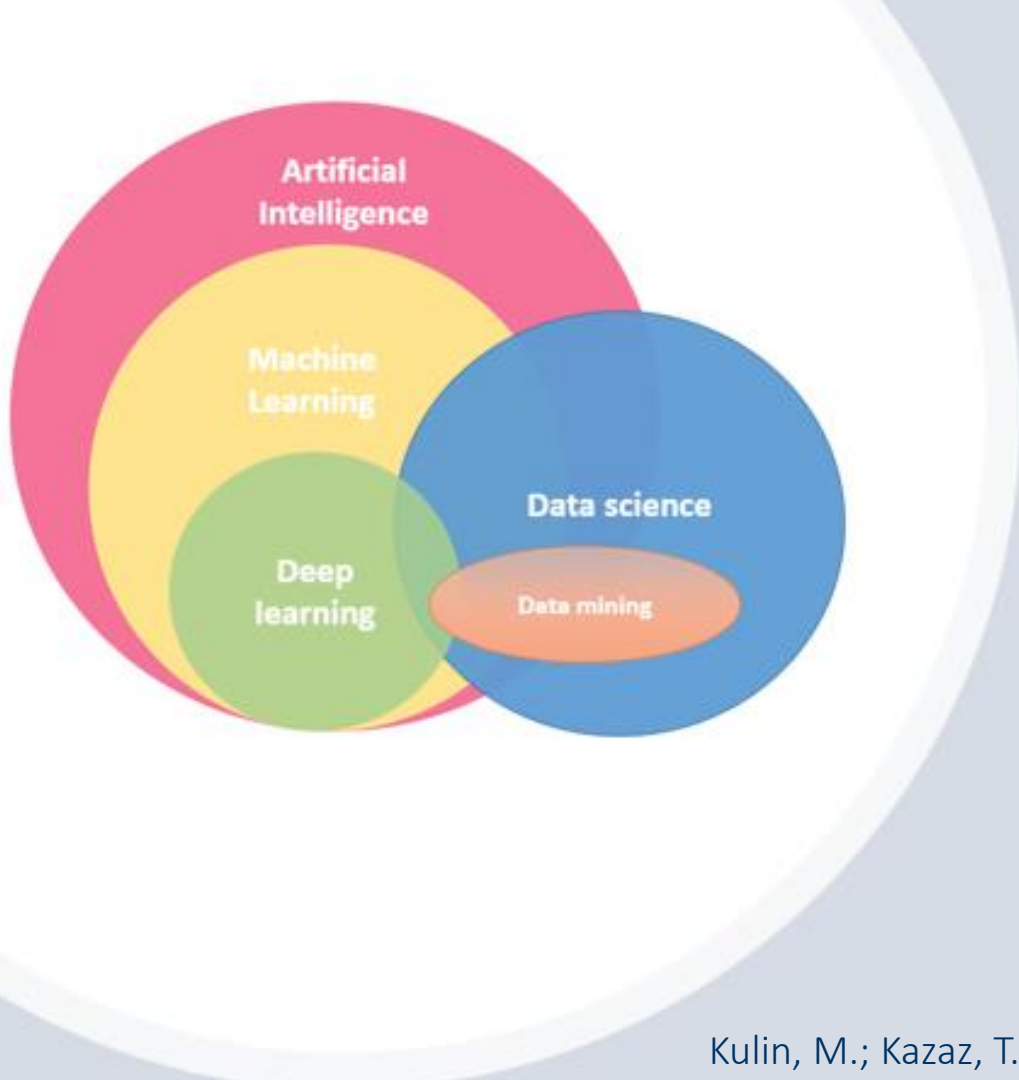 Artificial
Intelligence
Machine
Learning
Data science
Deep
learning
Data mining
Kulin, M.; Kazaz, T.